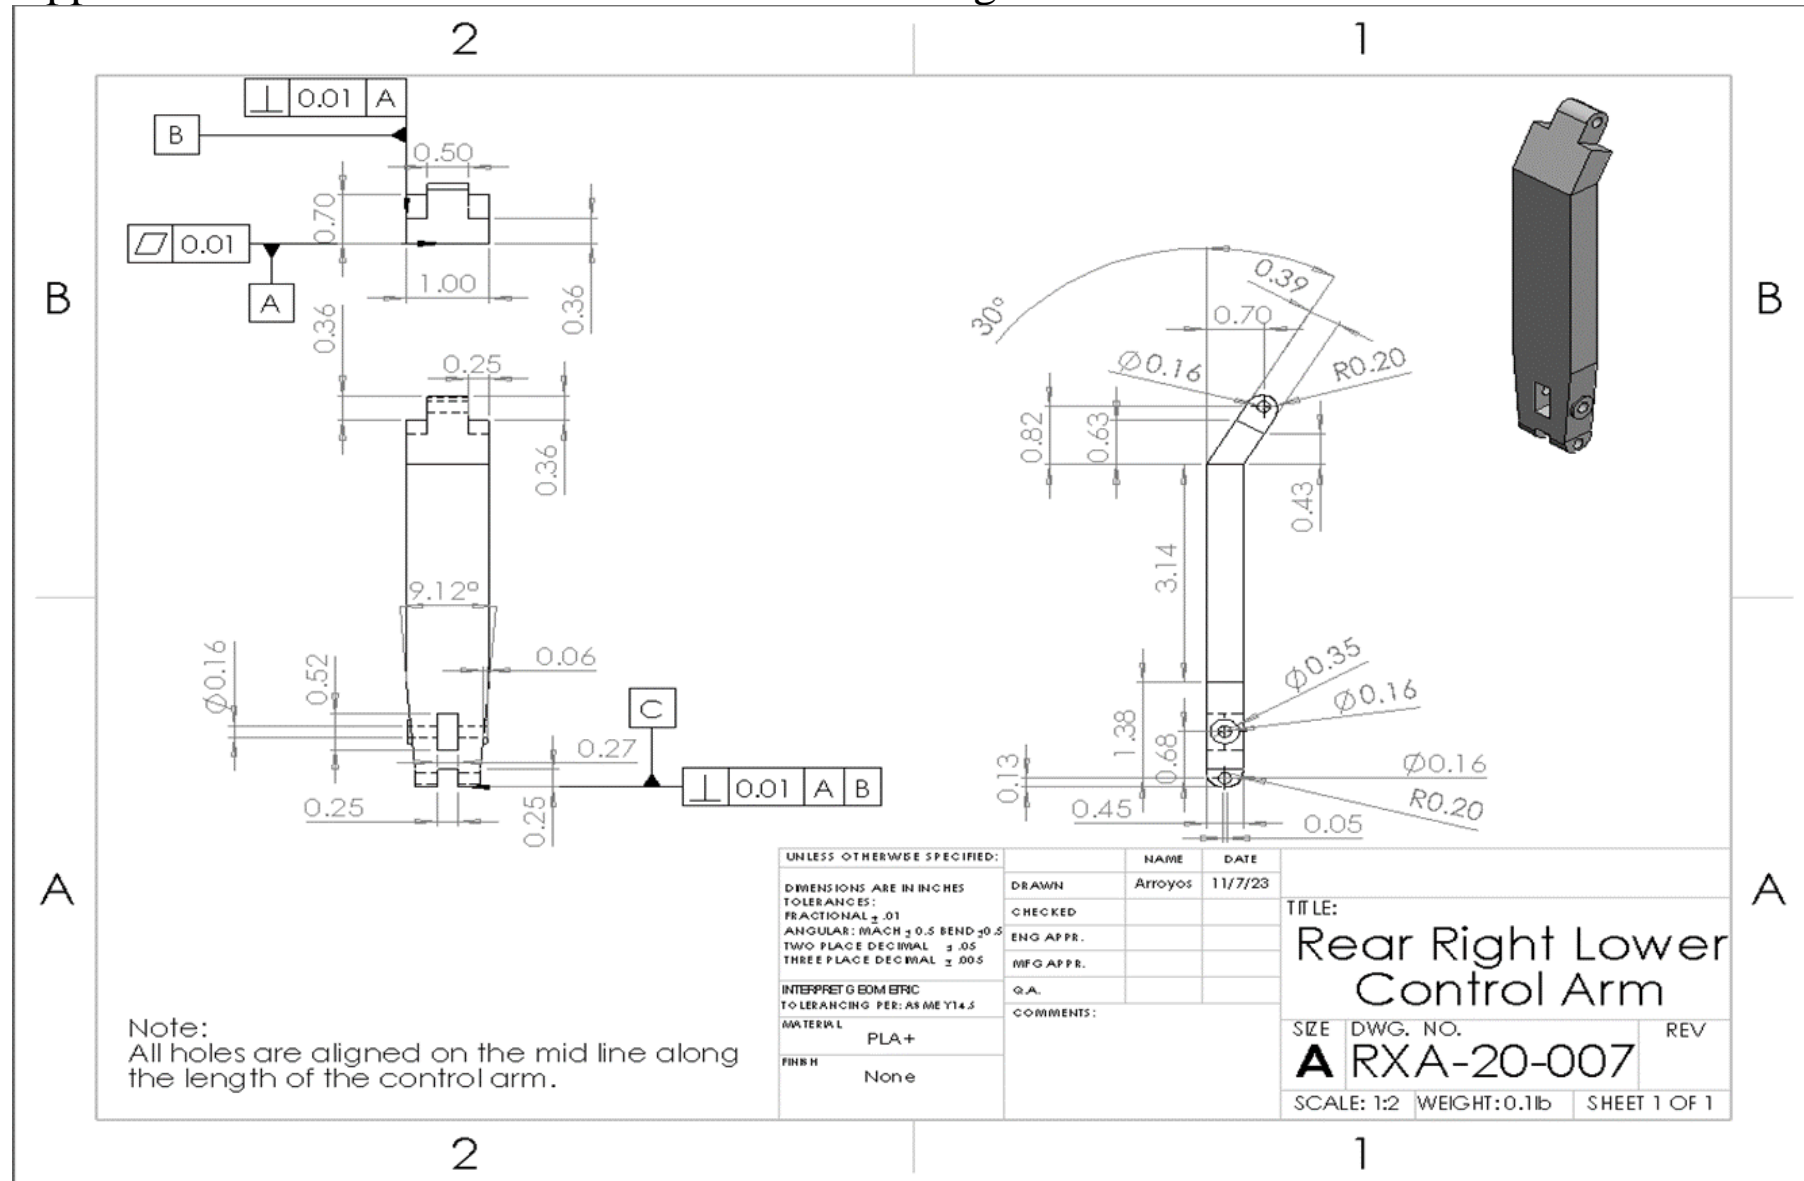 2 1
⊥ 0.01 A
B
0.50
0.70
⏥ 0.01
A
1.00
0.36
0.36
B B
0.25
0.36
9.12°
0.06
Ø0.16
0.52
C
0.27
⊥ 0.01 A B
0.25
0.25
30°
0.39
0.70
Ø0.16
R0.20
0.82
0.63
0.43
3.14
Ø0.35
Ø0.16
1.38
0.68
0.13
Ø0.16
R0.20
0.45
0.05
A A
Note:
All holes are aligned on the mid line along
the length of the control arm.
UNLESS OTHERWISE SPECIFIED:
DIMENSIONS ARE IN INCHES
TOLERANCES:
FRACTIONAL ± .01
ANGULAR: MACH ± 0.5 BEND ±0.5
TWO PLACE DECIMAL ± .05
THREE PLACE DECIMAL ± .005
INTERPRET GEOMETRIC
TOLERANCING PER: ASME Y14.5
MATERIAL
PLA+
FINISH
None
NAME DATE
DRAWN Arroyos 11/7/23
CHECKED
ENG APPR.
MFG APPR.
Q.A.
COMMENTS:
TITLE:
Rear Right Lower
Control Arm
SIZE DWG. NO. REV
A RXA-20-007
SCALE: 1:2 WEIGHT: 0.1lb SHEET 1 OF 1
2 1